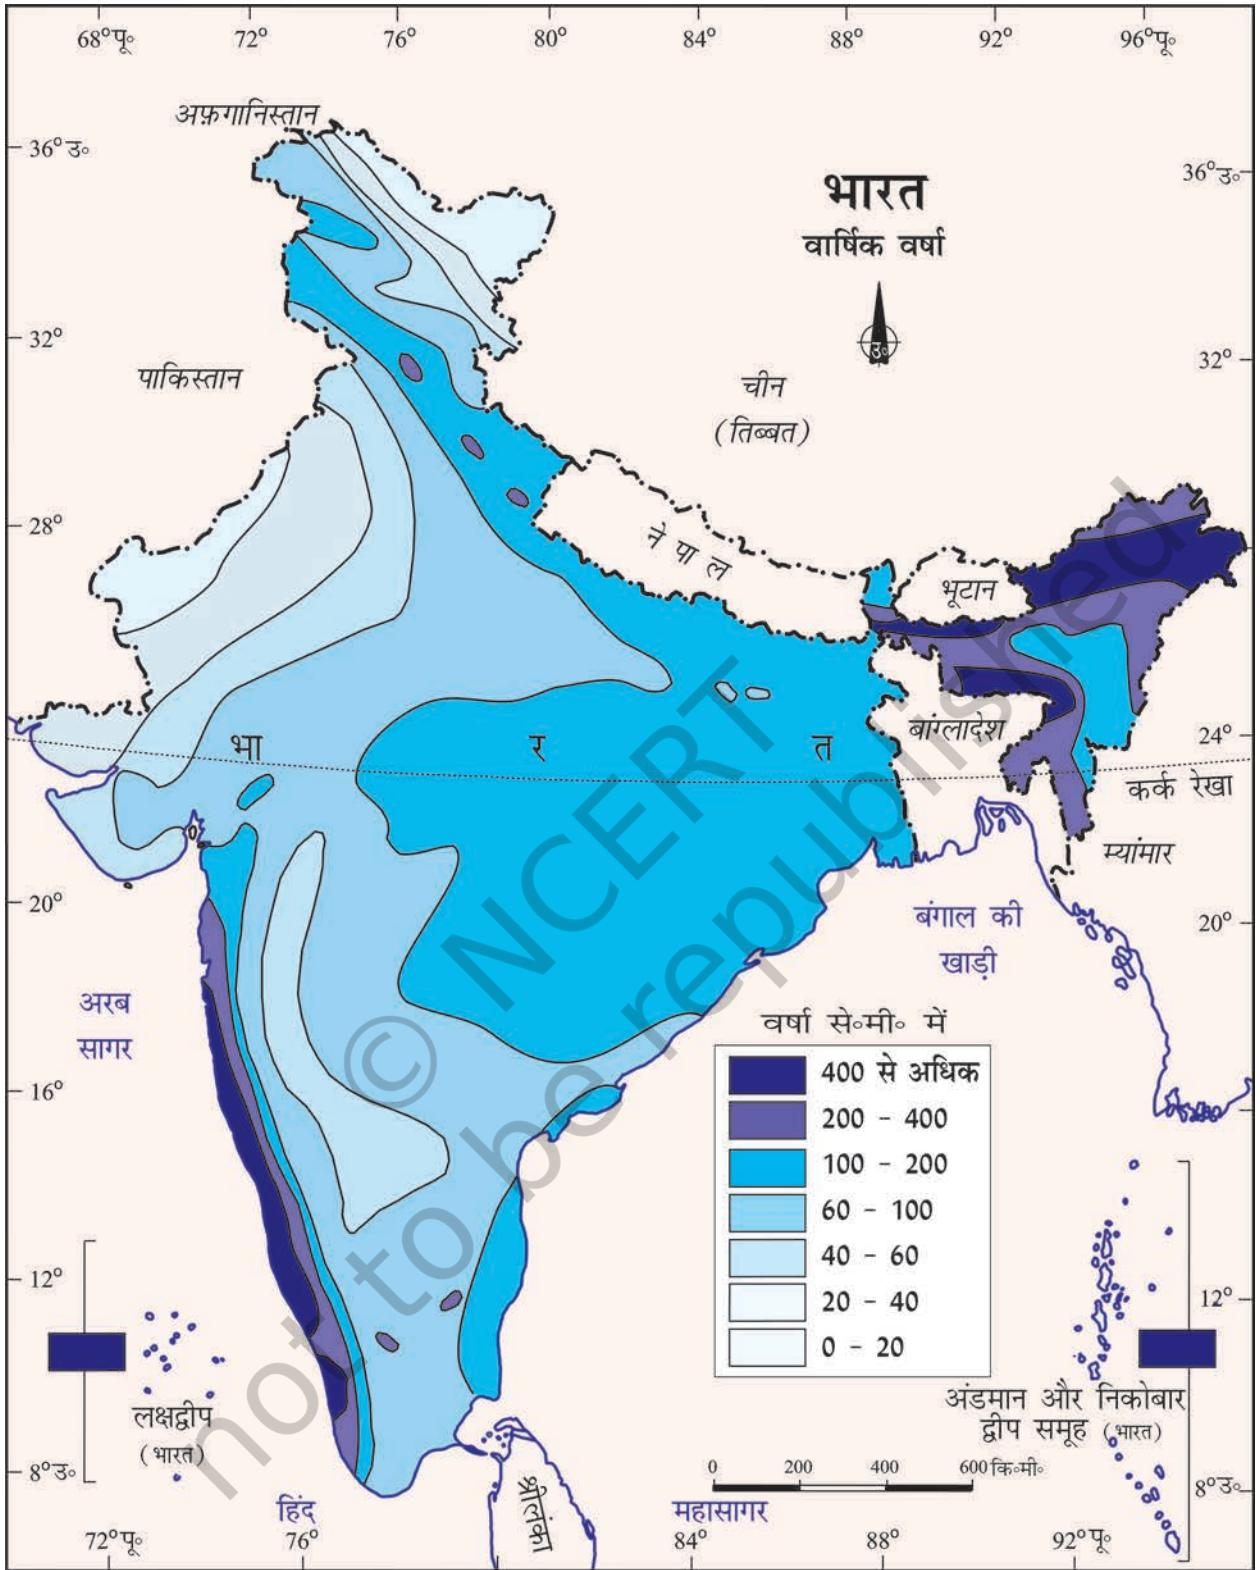 68°पू॰ 72° 76° 80° 84° 88° 92° 96°पू॰
अफ़गानिस्तान
36°उ॰
36°उ॰
भारत
वार्षिक वर्षा
उ॰
32°
32°
पाकिस्तान
चीन
(तिब्बत)
28°
28°
ने पा ल
भूटान
बांग्लादेश
भा र त
24°
कर्क रेखा
म्यांमार
20°
20°
बंगाल की
खाड़ी
अरब
सागर
© NCERT
not to be republished
वर्षा से॰मी॰ में
400 से अधिक
200 - 400
100 - 200
60 - 100
40 - 60
20 - 40
0 - 20
16°
12°
12°
लक्षद्वीप
(भारत)
अंडमान और निकोबार
द्वीप समूह (भारत)
0 200 400 600 कि॰मी॰
8°उ॰
8°उ॰
हिंद
महासागर
श्रीलंका
72°पू॰ 76° 84° 88° 92°पू॰